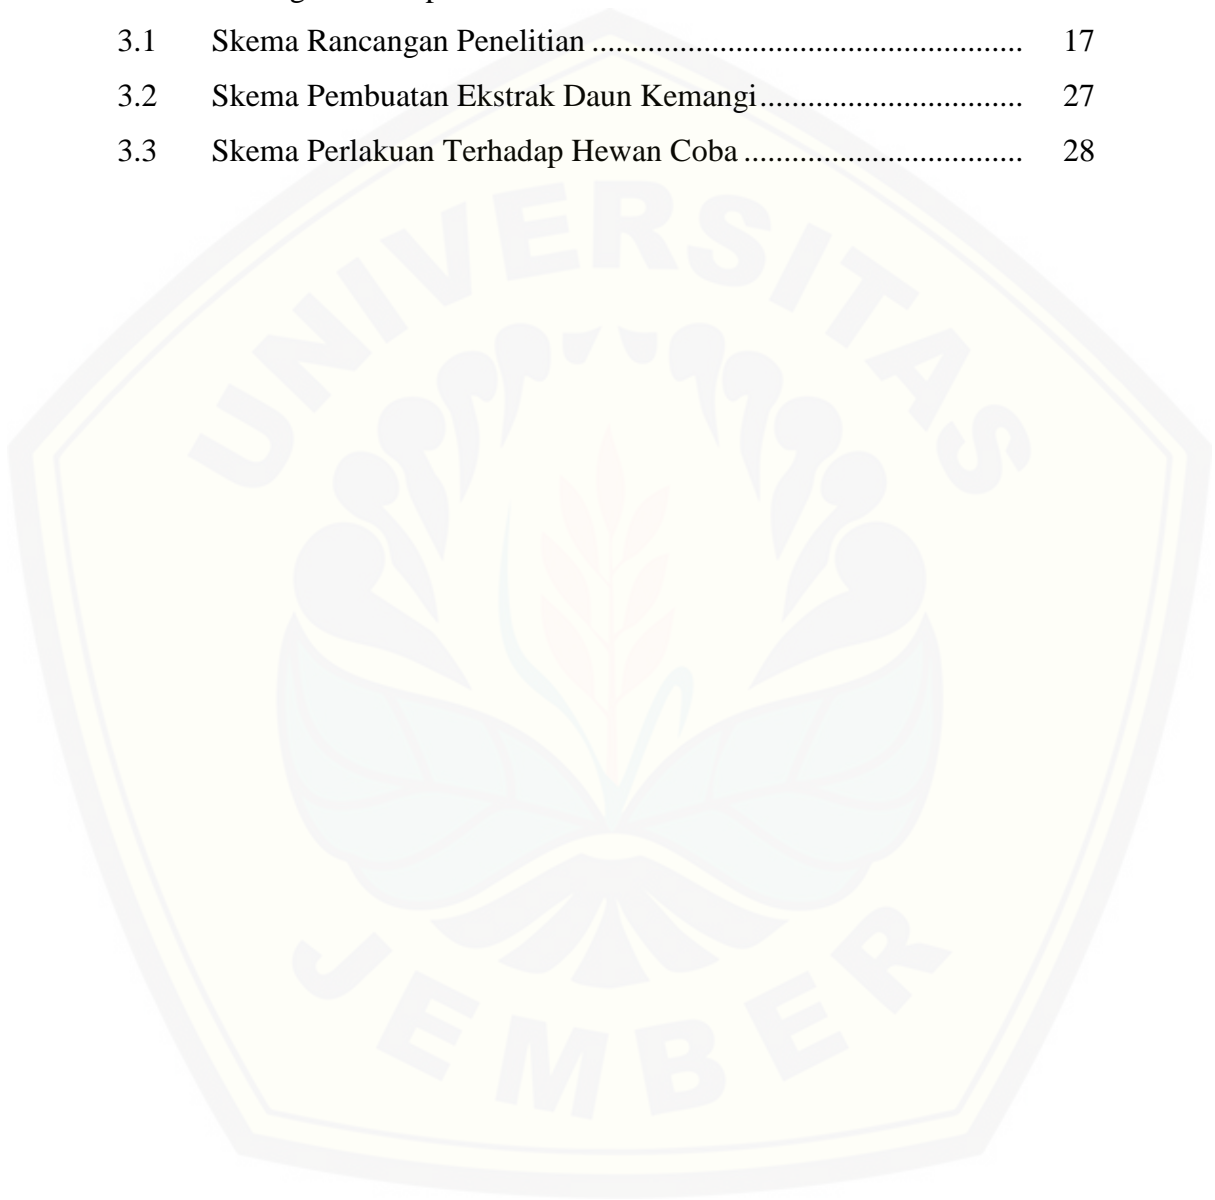 3.1 Skema Rancangan Penelitian ...................................................... 17
3.2 Skema Pembuatan Ekstrak Daun Kemangi ................................. 27
3.3 Skema Perlakuan Terhadap Hewan Coba ................................... 28
UNIVERSITAS
JEMBER